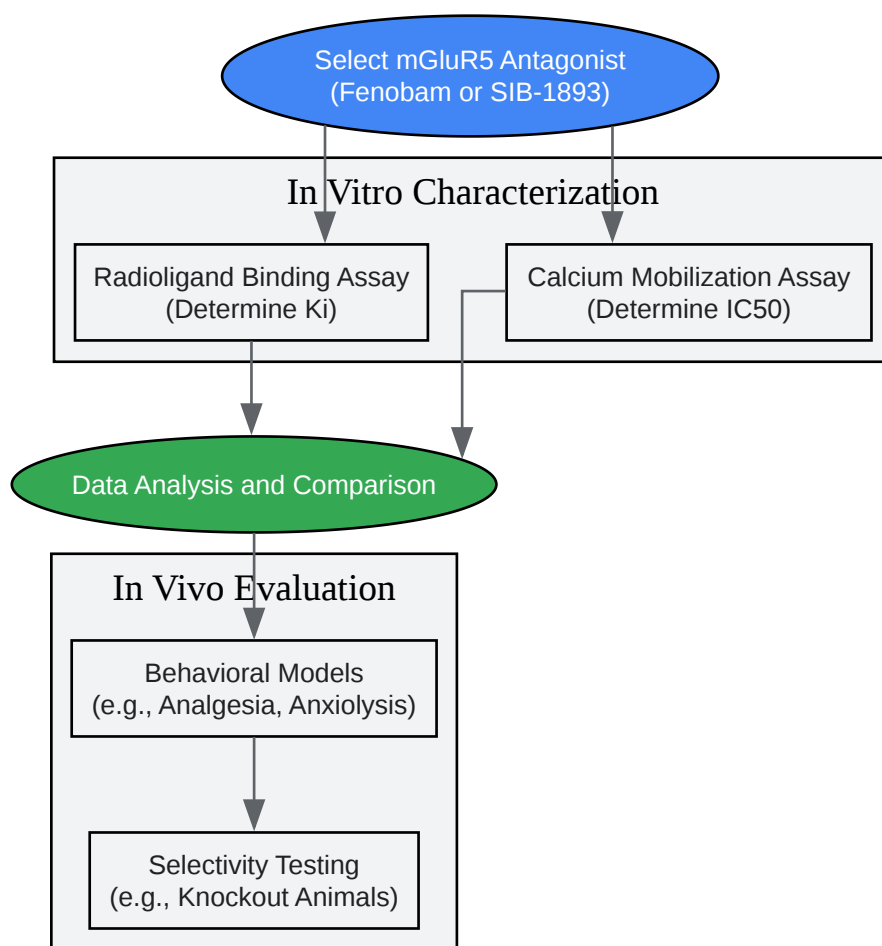 Select mGluR5 Antagonist
(Fenobam or SIB-1893)
In Vitro Characterization
Radioligand Binding Assay
(Determine Ki)
Calcium Mobilization Assay
(Determine IC50)
Data Analysis and Comparison
In Vivo Evaluation
Behavioral Models
(e.g., Analgesia, Anxiolysis)
Selectivity Testing
(e.g., Knockout Animals)